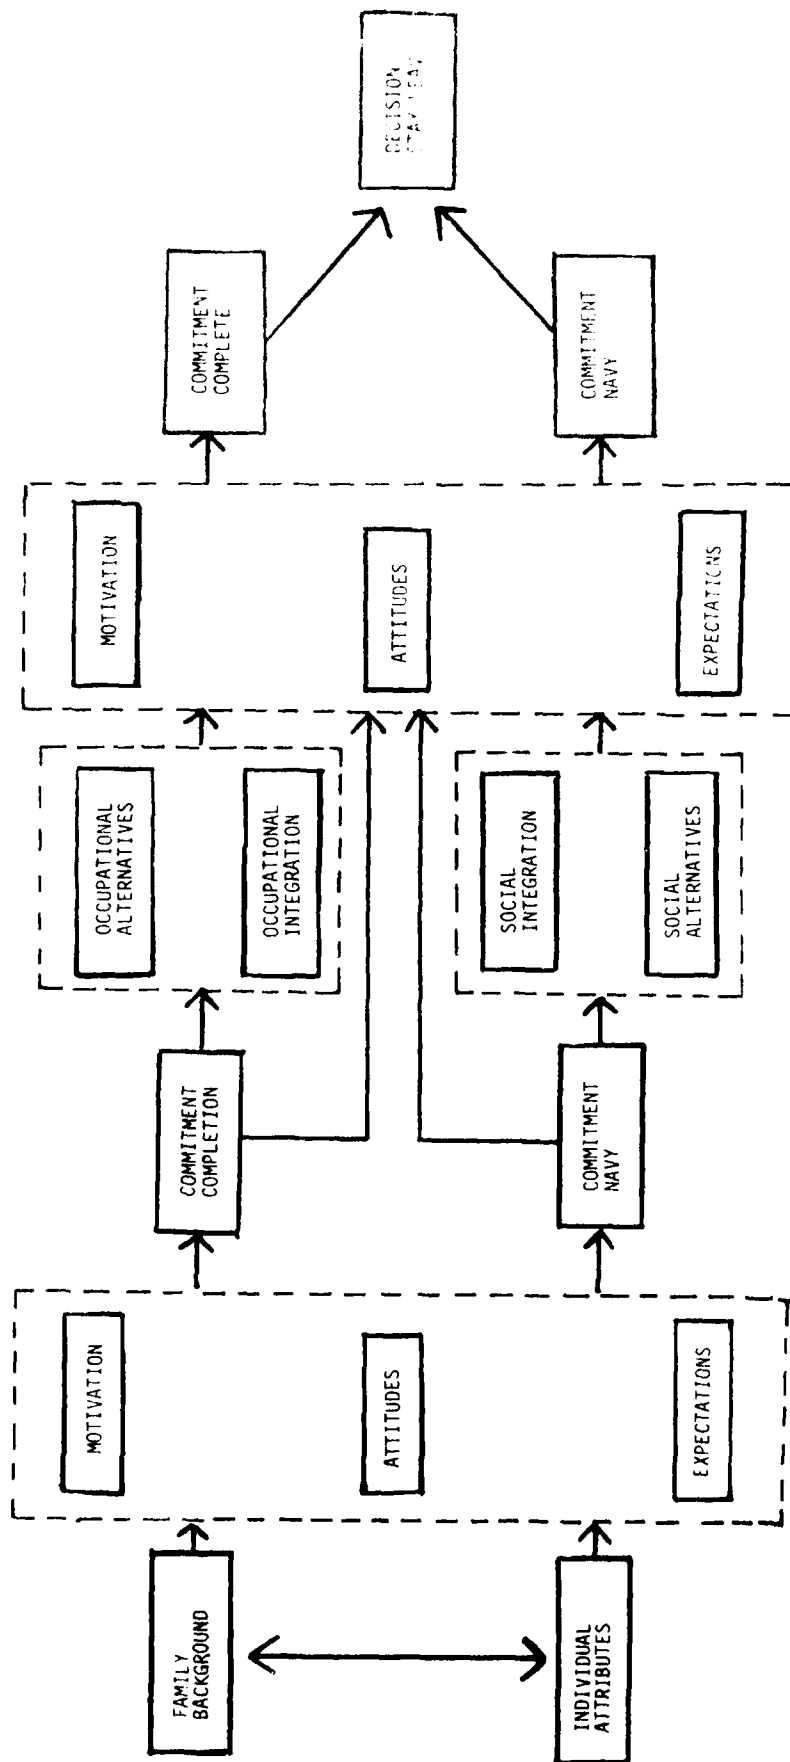 FAMILY
BACKGROUND
INDIVIDUAL
ATTRIBUTES
MOTIVATION
ATTITUDES
EXPECTATIONS
COMMITMENT
COMPLETION
COMMITMENT
NAVY
OCCUPATIONAL
ALTERNATIVES
OCCUPATIONAL
INTEGRATION
SOCIAL
INTEGRATION
SOCIAL
ALTERNATIVES
MOTIVATION
ATTITUDES
EXPECTATIONS
COMMITMENT
COMPLETE
COMMITMENT
NAVY
DECISION